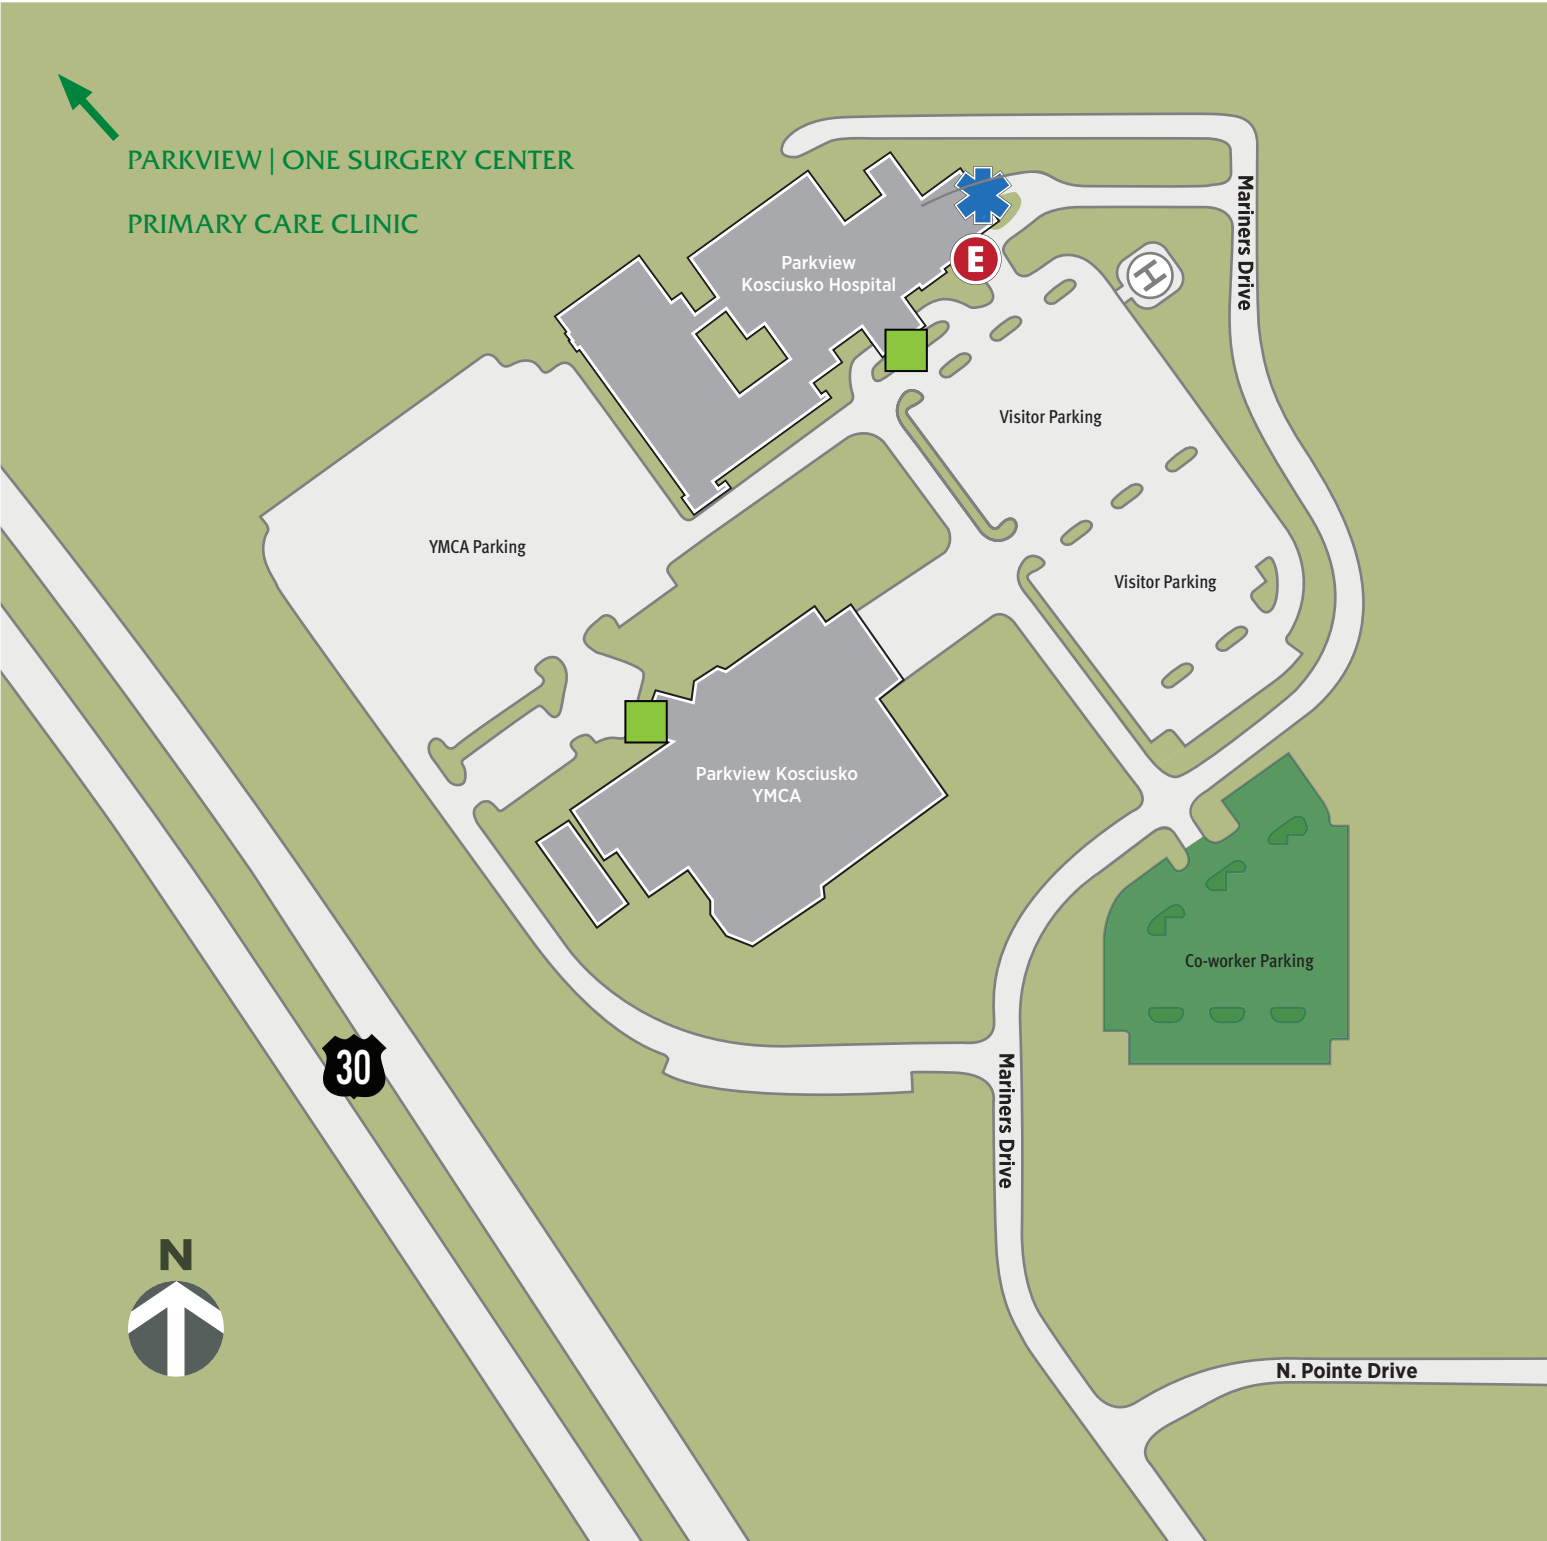 PARKVIEW | ONE SURGERY CENTER
PRIMARY CARE CLINIC
Mariners Drive
Parkview
Kosciusko Hospital
E
H
Visitor Parking
YMCA Parking
Visitor Parking
Parkview Kosciusko
YMCA
Co-worker Parking
30
Mariners Drive
N
N. Pointe Drive